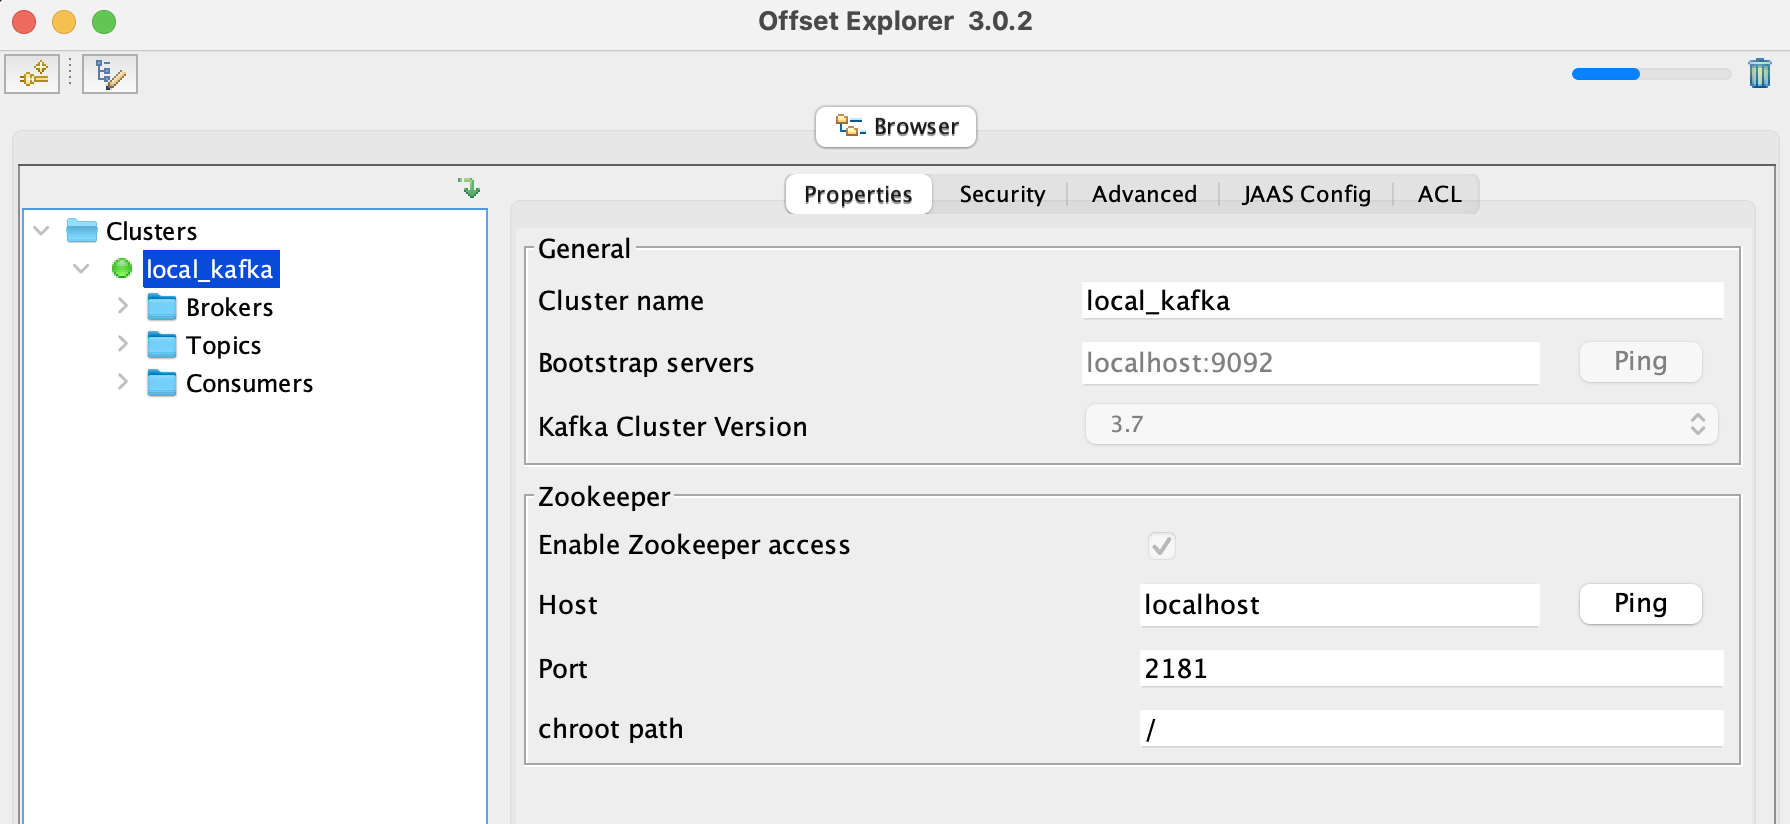 Offset Explorer 3.0.2
Browser
Clusters
local_kafka
Brokers
Topics
Consumers
Properties
Security
Advanced
JAAS Config
ACL
General
Cluster name
local_kafka
Bootstrap servers
localhost:9092
Ping
Kafka Cluster Version
3.7
Zookeeper
Enable Zookeeper access
Host
localhost
Ping
Port
2181
chroot path
/